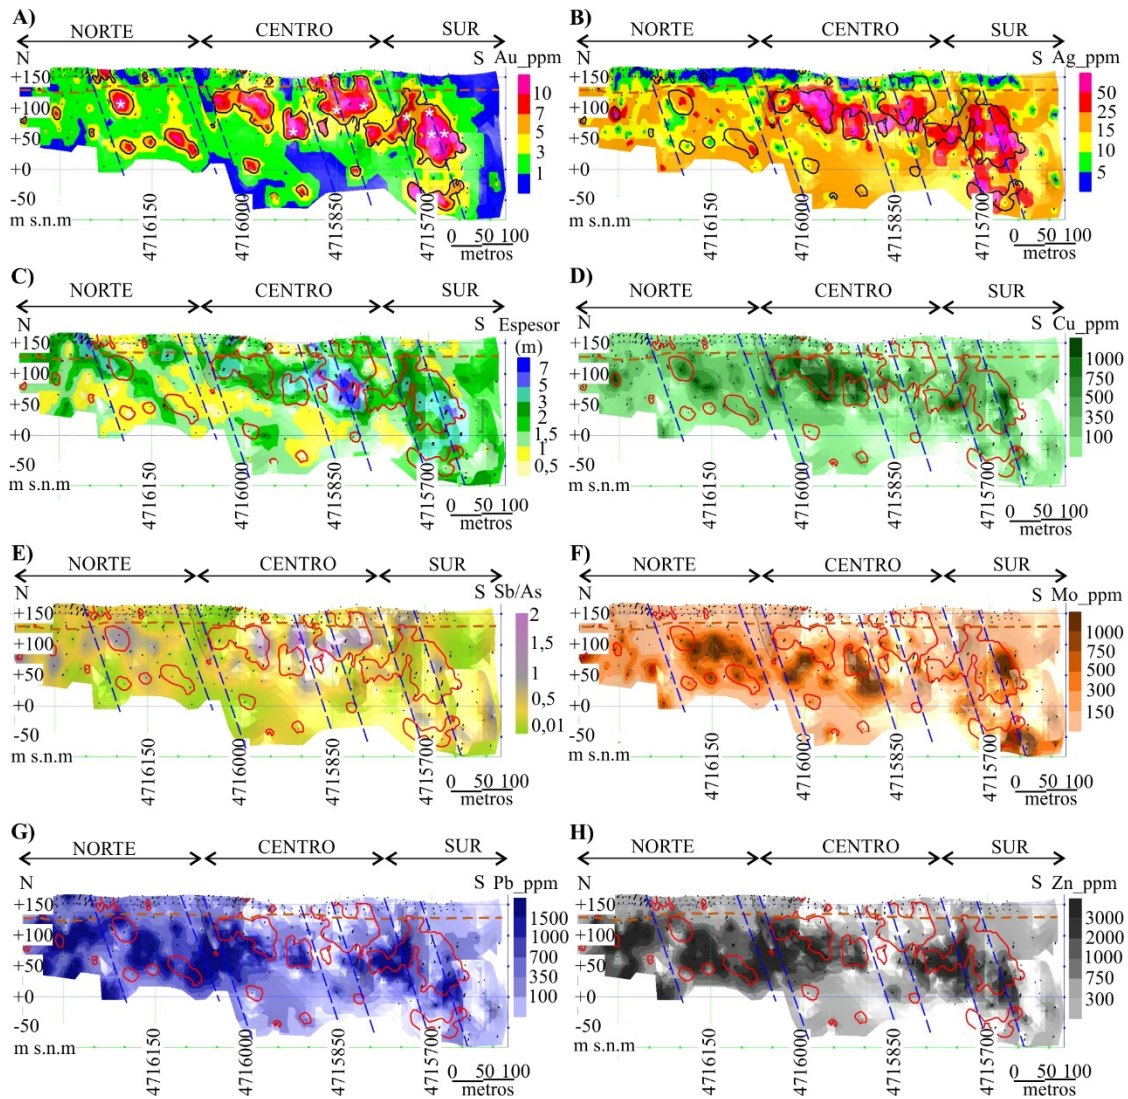 A)
NORTE CENTRO SUR
N S Au_ppm
+150
+100
+50
+0
-50
m s.n.m
10
7
5
3
1
4716150 4716000 4715850 4715700
0 50 100
metros
B)
NORTE CENTRO SUR
N S Ag_ppm
+150
+100
+50
+0
-50
m s.n.m
50
25
15
10
5
4716150 4716000 4715850 4715700
0 50 100
metros
C)
NORTE CENTRO SUR
N S Espesor
(m)
+150
+100
+50
+0
-50
m s.n.m
7
5
3
2
1,5
1
0,5
4716150 4716000 4715850 4715700
0 50 100
metros
D)
NORTE CENTRO SUR
N S Cu_ppm
+150
+100
+50
+0
-50
m s.n.m
1000
750
500
350
100
4716150 4716000 4715850 4715700
0 50 100
metros
E)
NORTE CENTRO SUR
N S Sb/As
+150
+100
+50
+0
-50
m s.n.m
2
1,5
1
0,5
0,01
4716150 4716000 4715850 4715700
0 50 100
metros
F)
NORTE CENTRO SUR
N S Mo_ppm
+150
+100
+50
+0
-50
m s.n.m
1000
750
500
300
150
4716150 4716000 4715850 4715700
0 50 100
metros
G)
NORTE CENTRO SUR
N S Pb_ppm
+150
+100
+50
+0
-50
m s.n.m
1500
1000
700
350
100
4716150 4716000 4715850 4715700
0 50 100
metros
H)
NORTE CENTRO SUR
N S Zn_ppm
+150
+100
+50
+0
-50
m s.n.m
3000
2000
1000
750
300
4716150 4716000 4715850 4715700
0 50 100
metros